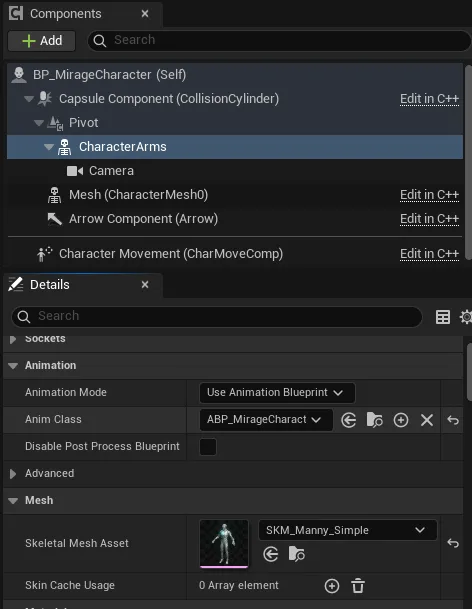 Components
Add
Search
BP_MirageCharacter (Self)
Capsule Component (CollisionCylinder) Edit in C++
Pivot
CharacterArms
Camera
Mesh (CharacterMesh0) Edit in C++
Arrow Component (Arrow) Edit in C++
Character Movement (CharMoveComp) Edit in C++
Details
Search
Sockets
Animation
Animation Mode Use Animation Blueprint
Anim Class ABP_MirageCharact
Disable Post Process Blueprint
Advanced
Mesh
Skeletal Mesh Asset SKM_Manny_Simple
Skin Cache Usage 0 Array element